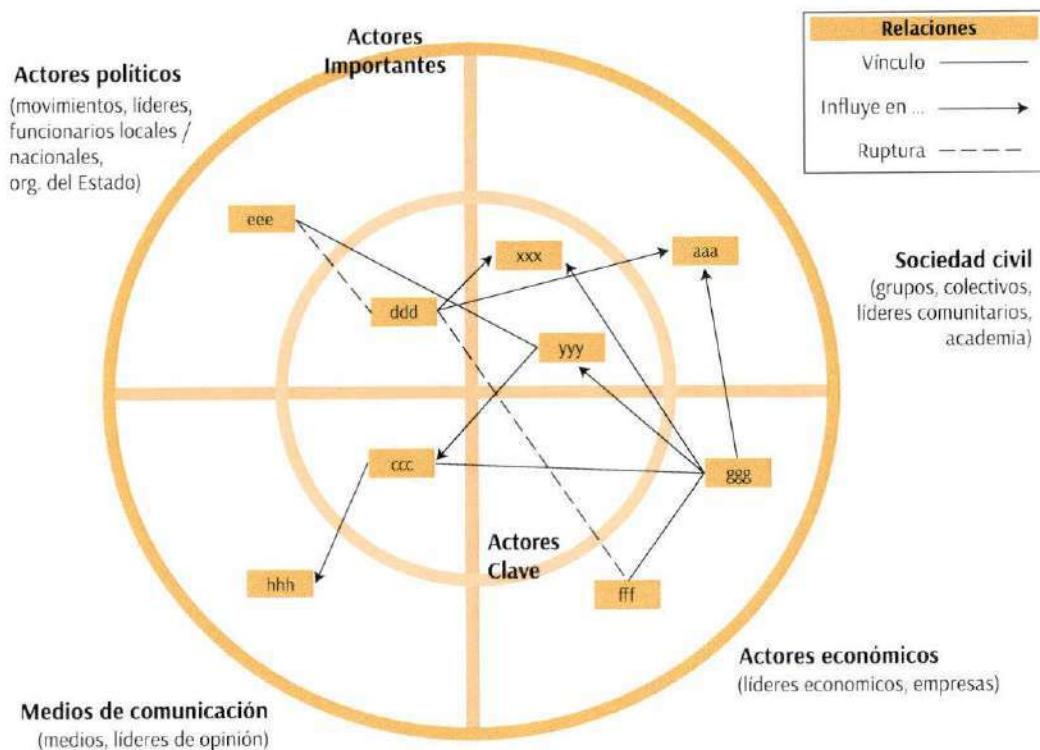 Actores
Importantes
Relaciones
Vínculo
Influye en ...
Ruptura
Actores políticos
(movimientos, líderes,
funcionarios locales /
nacionales,
org. del Estado)
eee
xxx
aaa
Sociedad civil
(grupos, colectivos,
líderes comunitarios,
academia)
ddd
yyy
ccc
ggg
Actores
Clave
hhh
fff
Actores económicos
(líderes economicos, empresas)
Medios de comunicación
(medios, líderes de opinión)